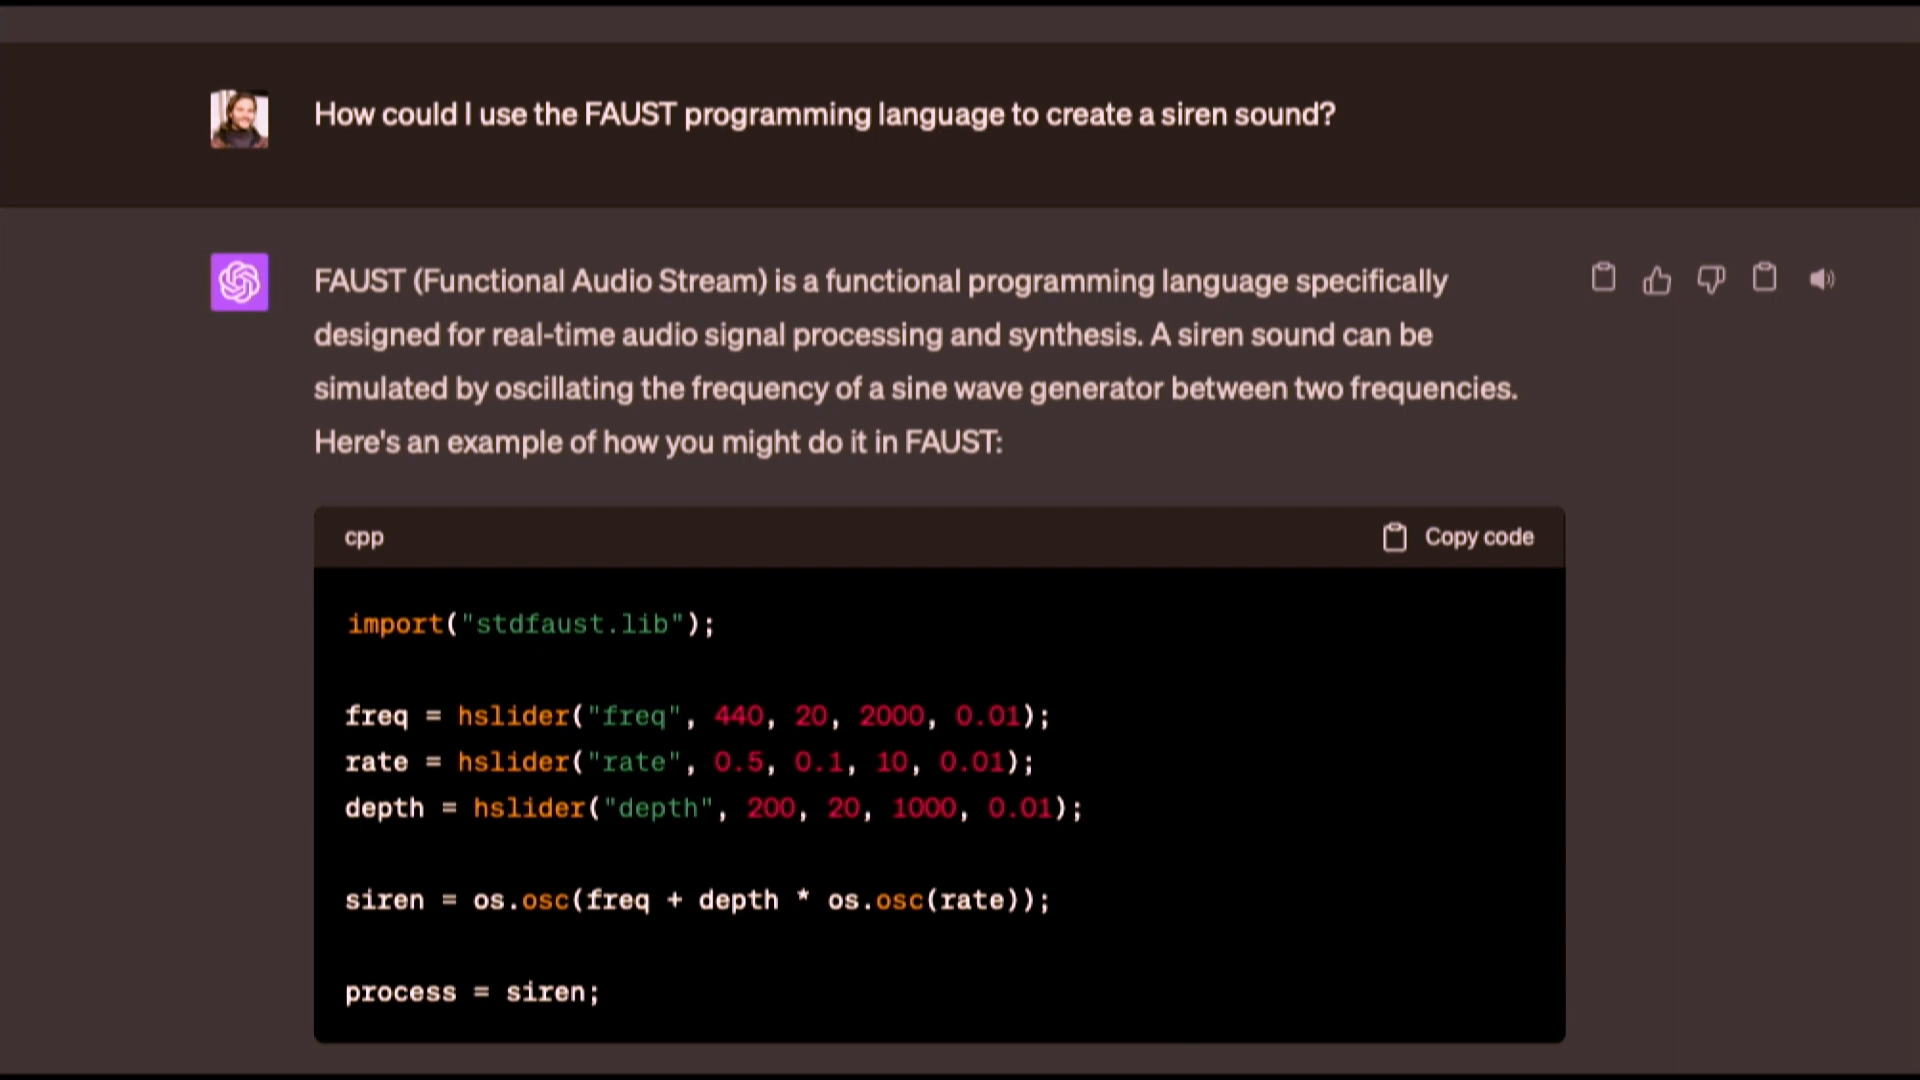 How could I use the FAUST programming language to create a siren sound?
FAUST (Functional Audio Stream) is a functional programming language specifically
designed for real-time audio signal processing and synthesis. A siren sound can be
simulated by oscillating the frequency of a sine wave generator between two frequencies.
Here's an example of how you might do it in FAUST:
cpp
Copy code
import("stdfaust.lib");
freq = hslider("freq", 440, 20, 2000, 0.01);
rate = hslider("rate", 0.5, 0.1, 10, 0.01);
depth = hslider("depth", 200, 20, 1000, 0.01);
siren = os.osc(freq + depth * os.osc(rate));
process = siren;